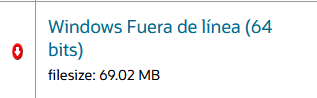 Windows Fuera de línea (64
bits)
filesize: 69.02 MB